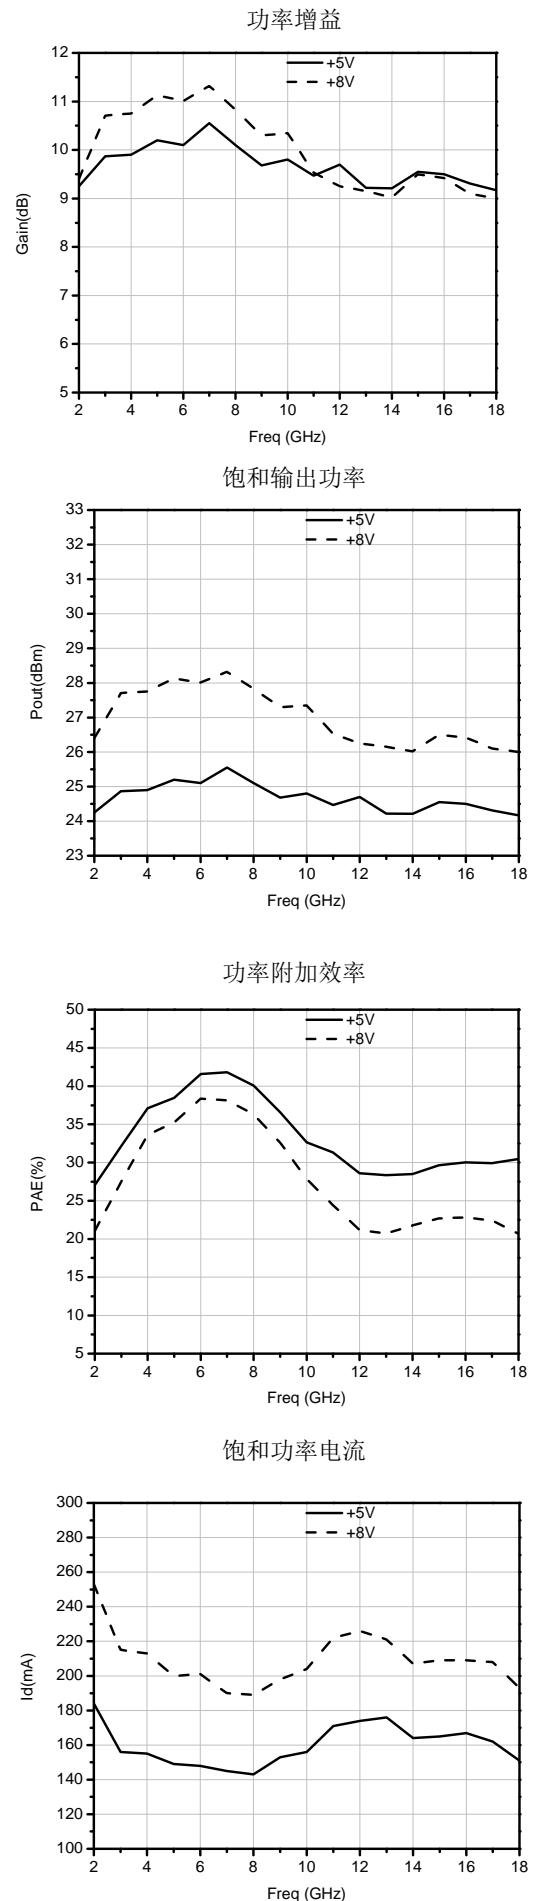 功率增益
+5V
+8V
12
11
10
9
8
7
6
5
Gain(dB)
2 4 6 8 10 12 14 16 18
Freq (GHz)
饱和输出功率
+5V
+8V
33
32
31
30
29
28
27
26
25
24
23
Pout(dBm)
2 4 6 8 10 12 14 16 18
Freq (GHz)
功率附加效率
+5V
+8V
50
45
40
35
30
25
20
15
10
5
PAE(%)
2 4 6 8 10 12 14 16 18
Freq (GHz)
饱和功率电流
+5V
+8V
300
280
260
240
220
200
180
160
140
120
100
Id(mA)
2 4 6 8 10 12 14 16 18
Freq (GHz)